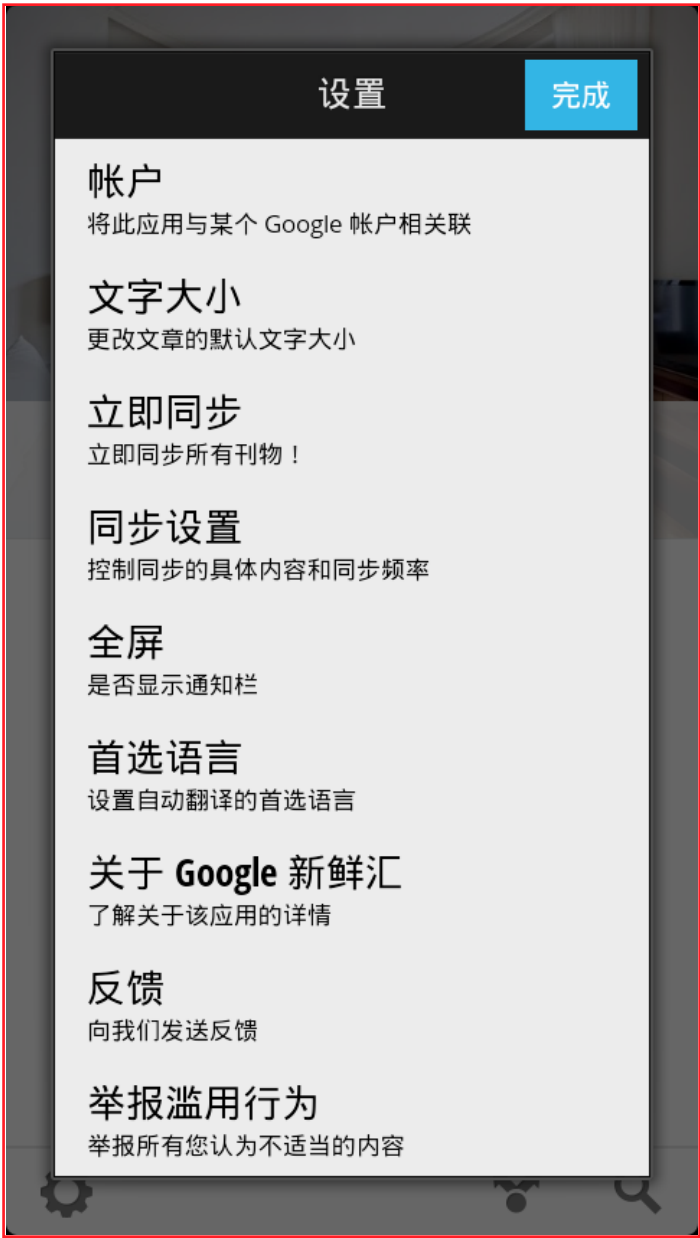 设置
完成
帐户
将此应用与某个 Google 帐户相关联
文字大小
更改文章的默认文字大小
立即同步
立即同步所有刊物！
同步设置
控制同步的具体内容和同步频率
全屏
是否显示通知栏
首选语言
设置自动翻译的首选语言
关于 Google 新鲜汇
了解关于该应用的详情
反馈
向我们发送反馈
举报滥用行为
举报所有您认为不适当的内容